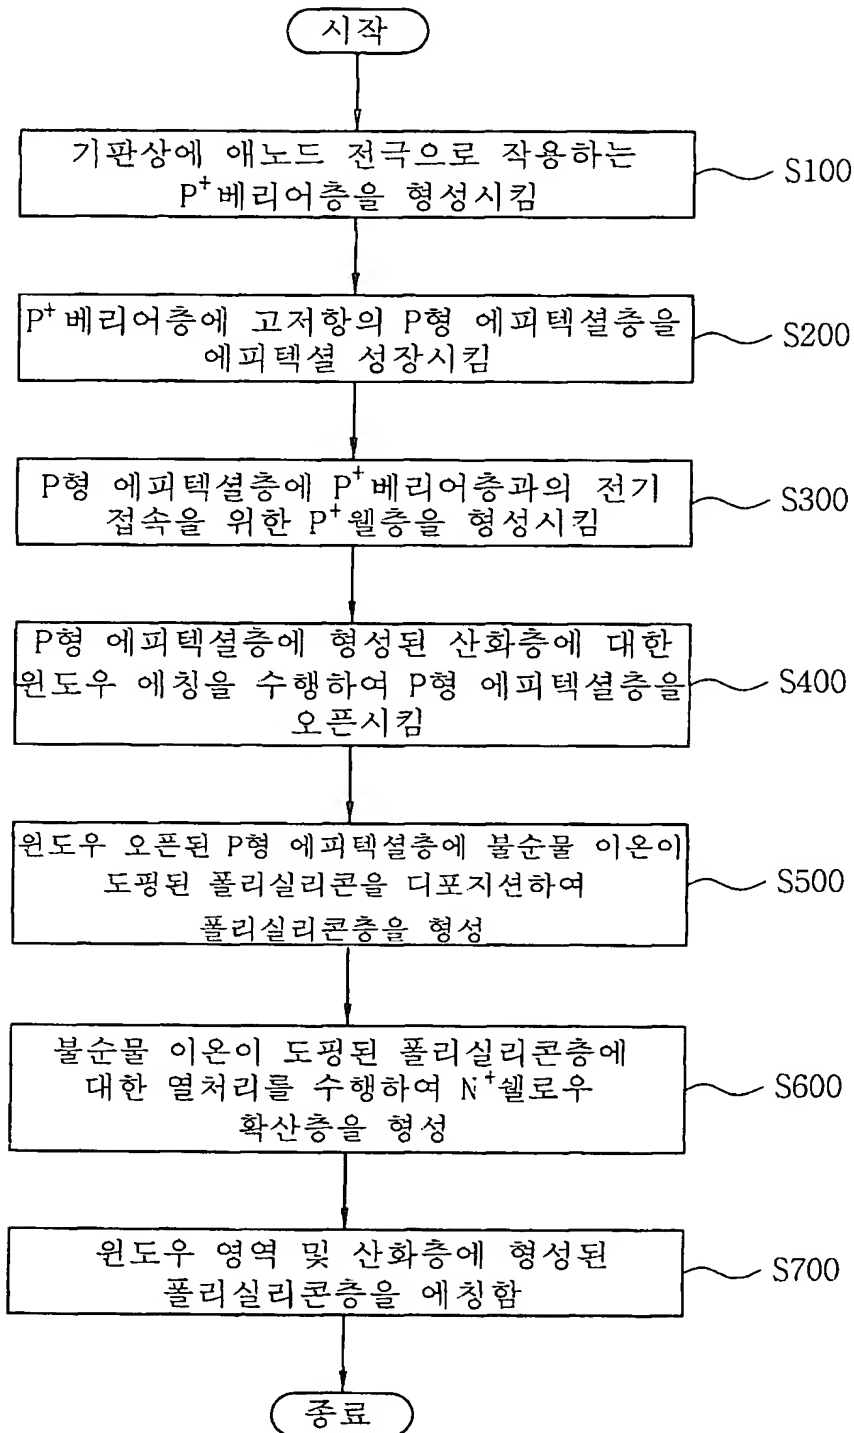 시작
기판상에 애노드 전극으로 작용하는
P⁺베리어층을 형성시킴
S100
P⁺베리어층에 고저항의 P형 에피텍셜층을
에피텍셜 성장시킴
S200
P형 에피텍셜층에 P⁺베리어층과의 전기
접속을 위한 P⁺웰층을 형성시킴
S300
P형 에피텍셜층에 형성된 산화층에 대한
윈도우 에칭을 수행하여 P형 에피텍셜층을
오픈시킴
S400
윈도우 오픈된 P형 에피텍셜층에 불순물 이온이
도핑된 폴리실리콘을 디포지션하여
폴리실리콘층을 형성
S500
불순물 이온이 도핑된 폴리실리콘층에
대한 열처리를 수행하여 N⁺쉘로우
확산층을 형성
S600
윈도우 영역 및 산화층에 형성된
폴리실리콘층을 에칭함
S700
종료